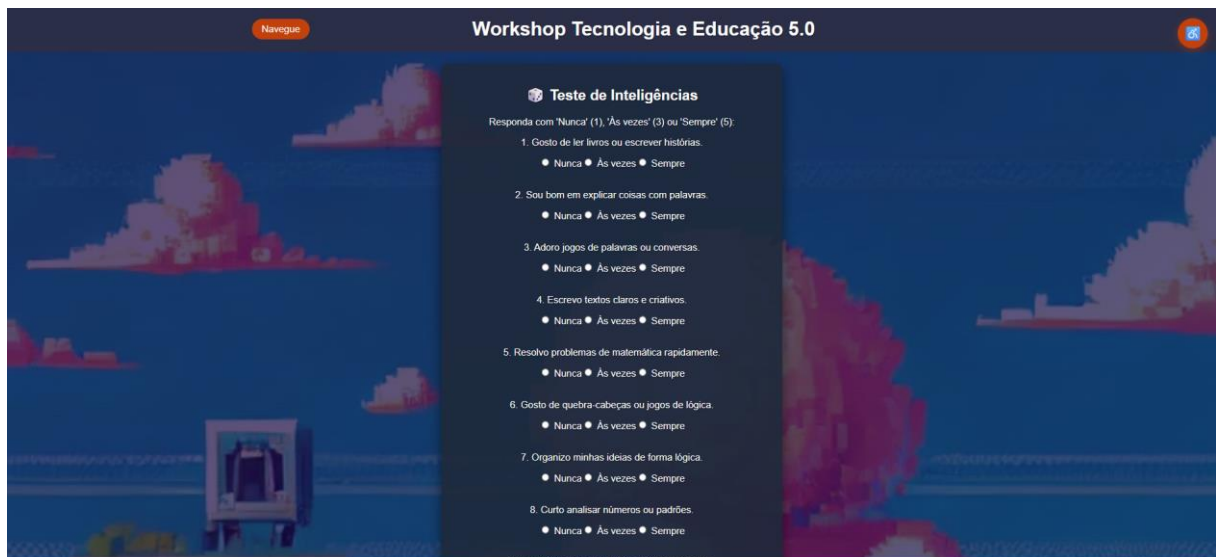 Navegue
Workshop Tecnologia e Educação 5.0
Teste de Inteligências
Responda com 'Nunca' (1), 'Às vezes' (3) ou 'Sempre' (5):
1. Gosto de ler livros ou escrever histórias.
Nunca Às vezes Sempre
2. Sou bom em explicar coisas com palavras.
Nunca Às vezes Sempre
3. Adoro jogos de palavras ou conversas.
Nunca Às vezes Sempre
4. Escrevo textos claros e criativos.
Nunca Às vezes Sempre
5. Resolvo problemas de matemática rapidamente.
Nunca Às vezes Sempre
6. Gosto de quebra-cabeças ou jogos de lógica.
Nunca Às vezes Sempre
7. Organizo minhas ideias de forma lógica.
Nunca Às vezes Sempre
8. Curto analisar números ou padrões.
Nunca Às vezes Sempre